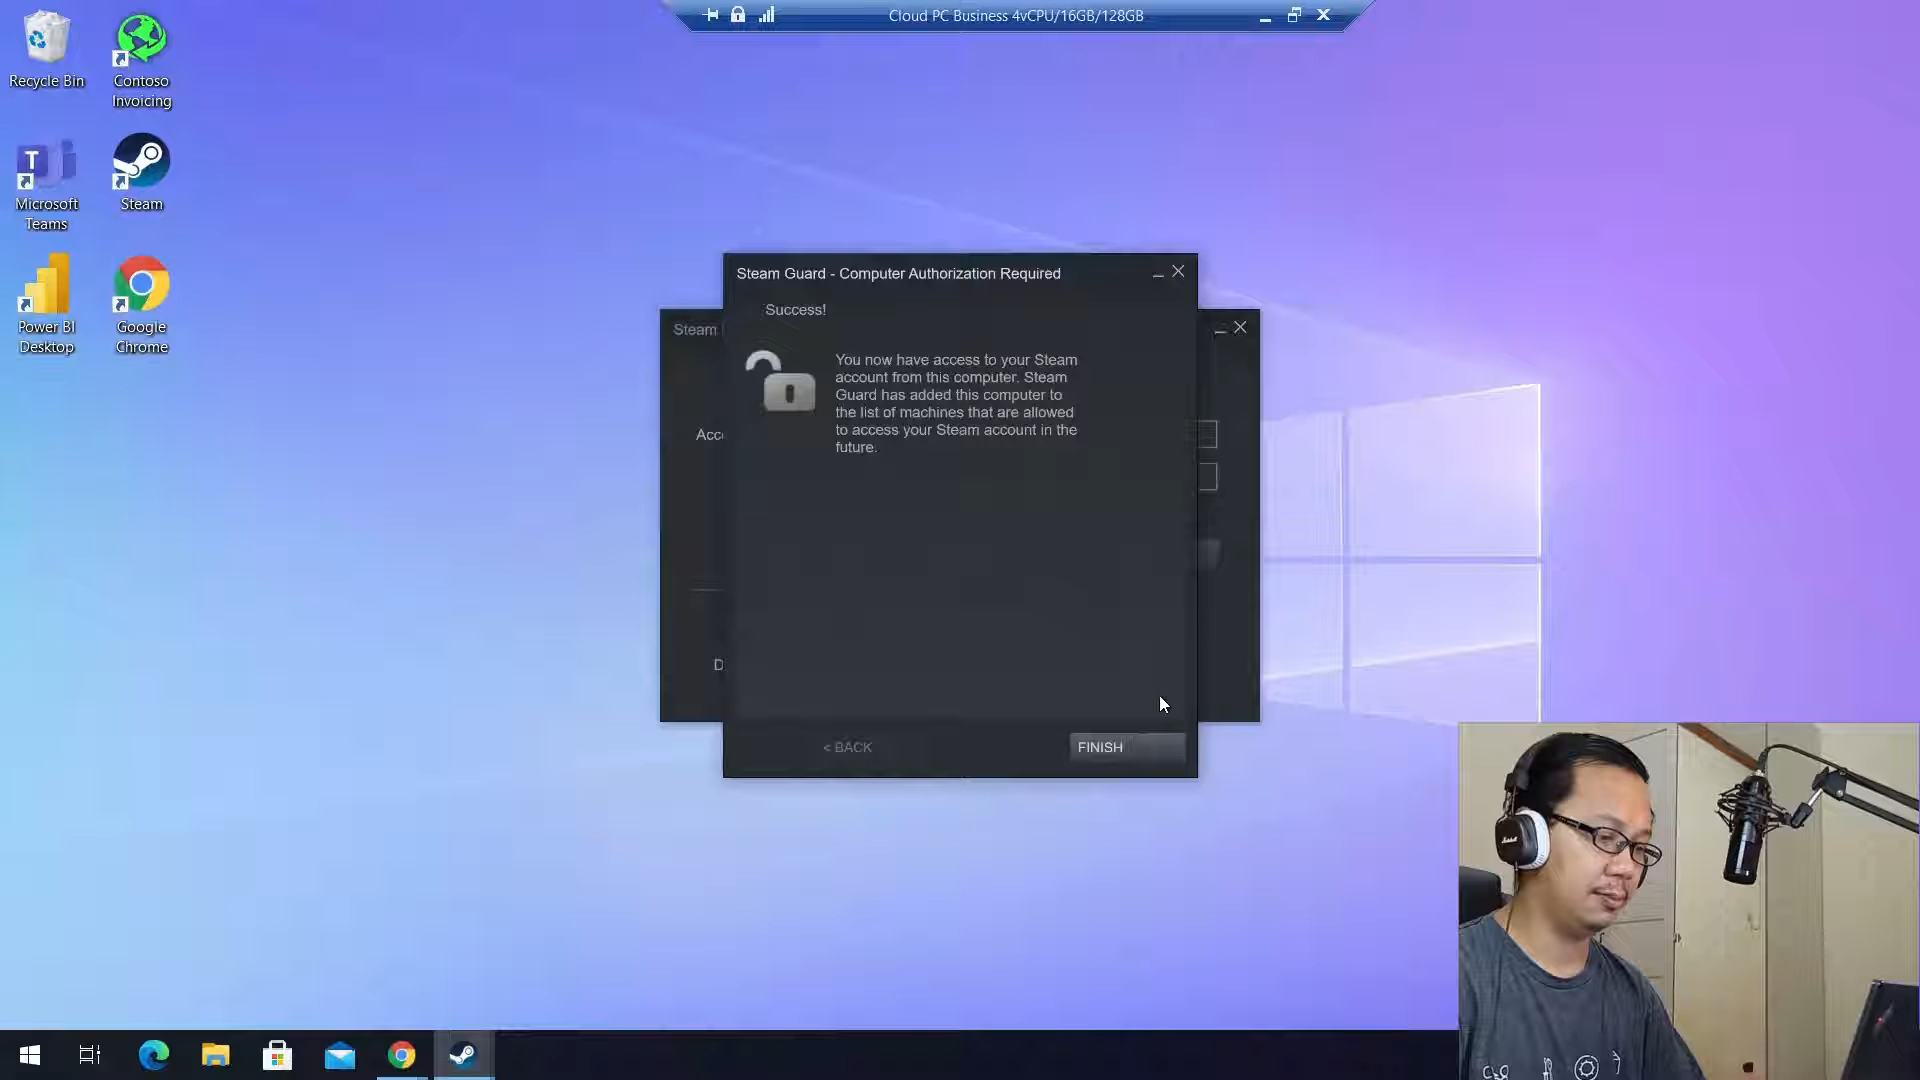 Cloud PC Business 4vCPU/16GB/128GB
Recycle Bin
Contoso
Invoicing
Microsoft
Teams
Steam
Power BI
Desktop
Google
Chrome
Steam Guard - Computer Authorization Required
Success!
You now have access to your Steam
account from this computer. Steam
Guard has added this computer to
the list of machines that are allowed
to access your Steam account in the
future.
Steam
Acco
D
< BACK
FINISH